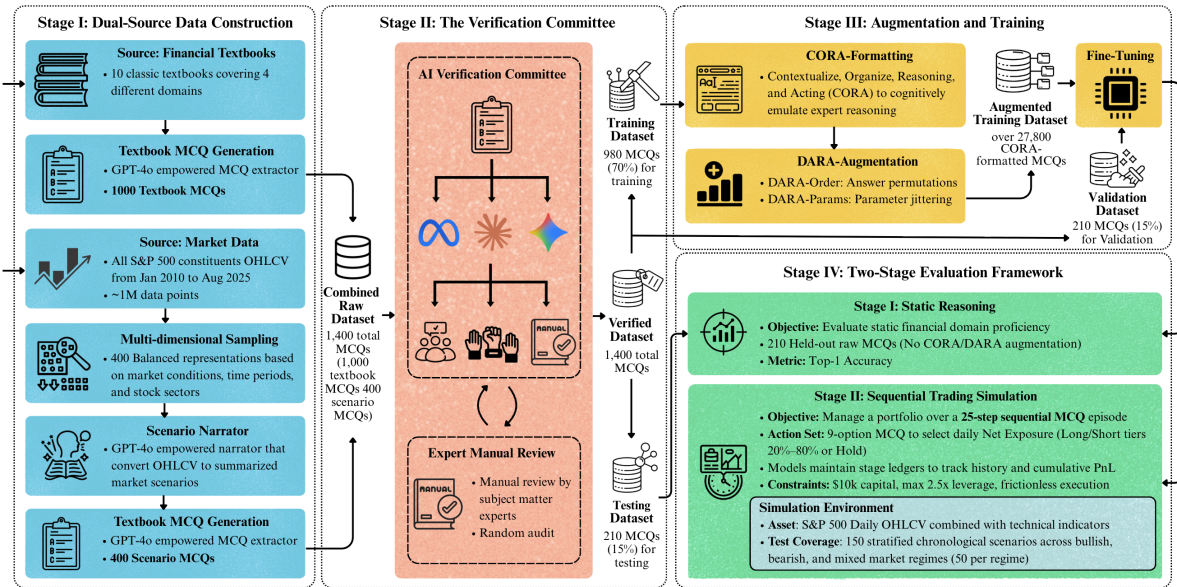 Stage I: Dual-Source Data Construction
Source: Financial Textbooks
• 10 classic textbooks covering 4
different domains
Textbook MCQ Generation
• GPT-4o empowered MCQ extractor
• 1000 Textbook MCQs
Source: Market Data
• All S&P 500 constituents OHLCV
from Jan 2010 to Aug 2025
• ~1M data points
Multi-dimensional Sampling
• 400 Balanced representations based
on market conditions, time periods,
and stock sectors
Scenario Narrator
• GPT-4o empowered narrator that
convert OHLCV to summarized
market scenarios
Textbook MCQ Generation
• GPT-4o empowered MCQ extractor
• 400 Scenario MCQs
Combined
Raw
Dataset
1,400 total
MCQs
(1,000
textbook
MCQs 400
scenario
MCQs)
Stage II: The Verification Committee
AI Verification Committee
A
B
C
MANUAL
Expert Manual Review
MANUAL
• Manual review by
subject matter
experts
• Random audit
Training
Dataset
980 MCQs
(70%) for
training
Verified
Dataset
1,400 total
MCQs
Testing
Dataset
210 MCQs
(15%) for
testing
Stage III: Augmentation and Training
CORA-Formatting
• Contextualize, Organize, Reasoning,
and Acting (CORA) to cognitively
emulate expert reasoning
DARA-Augmentation
• DARA-Order: Answer permutations
• DARA-Params: Parameter jittering
Augmented
Training Dataset
over 27,800
CORA-
formatted MCQs
Fine-Tuning
Validation
Dataset
210 MCQs (15%)
for Validation
Stage IV: Two-Stage Evaluation Framework
Stage I: Static Reasoning
• Objective: Evaluate static financial domain proficiency
• 210 Held-out raw MCQs (No CORA/DARA augmentation)
• Metric: Top-1 Accuracy
Stage II: Sequential Trading Simulation
• Objective: Manage a portfolio over a 25-step sequential MCQ episode
• Action Set: 9-option MCQ to select daily Net Exposure (Long/Short tiers
20%–80% or Hold)
• Models maintain stage ledgers to track history and cumulative PnL
• Constraints: $10k capital, max 2.5x leverage, frictionless execution
Simulation Environment
• Asset: S&P 500 Daily OHLCV combined with technical indicators
• Test Coverage: 150 stratified chronological scenarios across bullish,
bearish, and mixed market regimes (50 per regime)